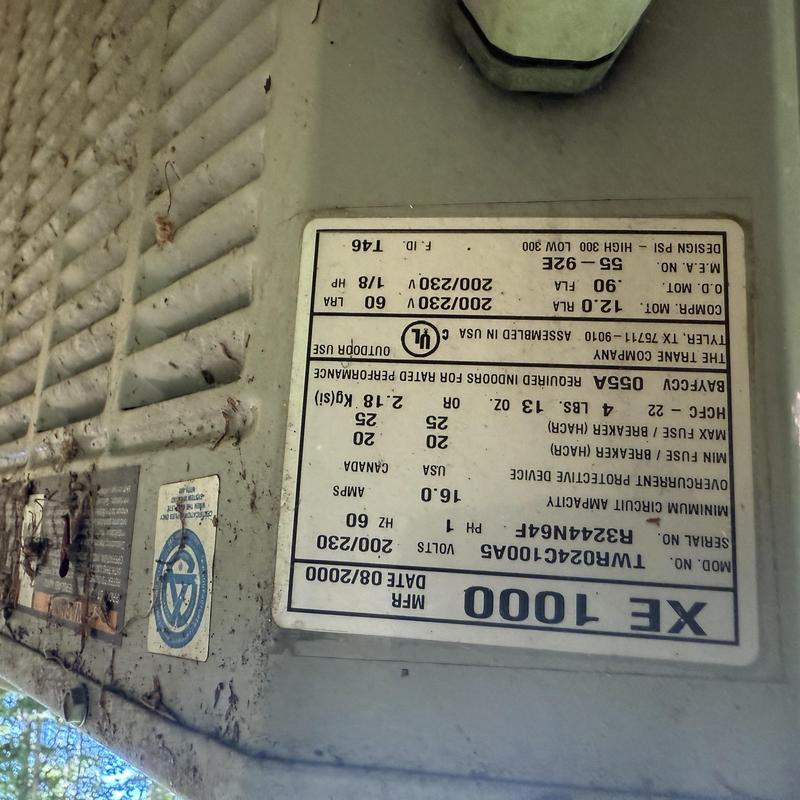 XE 1000 MFR DATE 08/2000
MOD. NO. TWR024C100A5 VOLTS 200/230
SERIAL NO. R3244N64F 1 PH HZ 60
MINIMUM CIRCUIT AMPACITY 16.0 AMPS
OVERCURRENT PROTECTIVE DEVICE USA CANADA
MIN FUSE / BREAKER (HACR) 20 20
MAX FUSE / BREAKER (HACR) 25 25
HCFC - 22 4 LBS. 13 OZ. OR 2.18 Kg(si)
BAYFCCV 055A REQUIRED INDOORS FOR RATED PERFORMANCE
THE TRANE COMPANY OUTDOOR USE
TYLER, TX 75711-9010 ASSEMBLED IN USA C UL
COMPR. MOT. 12.0 RLA 200/230 V 60 LRA
O.D. MOT. .90 FLA 200/230 V 1/8 HP
M.E.A. NO. 55-92E
DESIGN PSI - HIGH 300 LOW 300 F. ID. T46